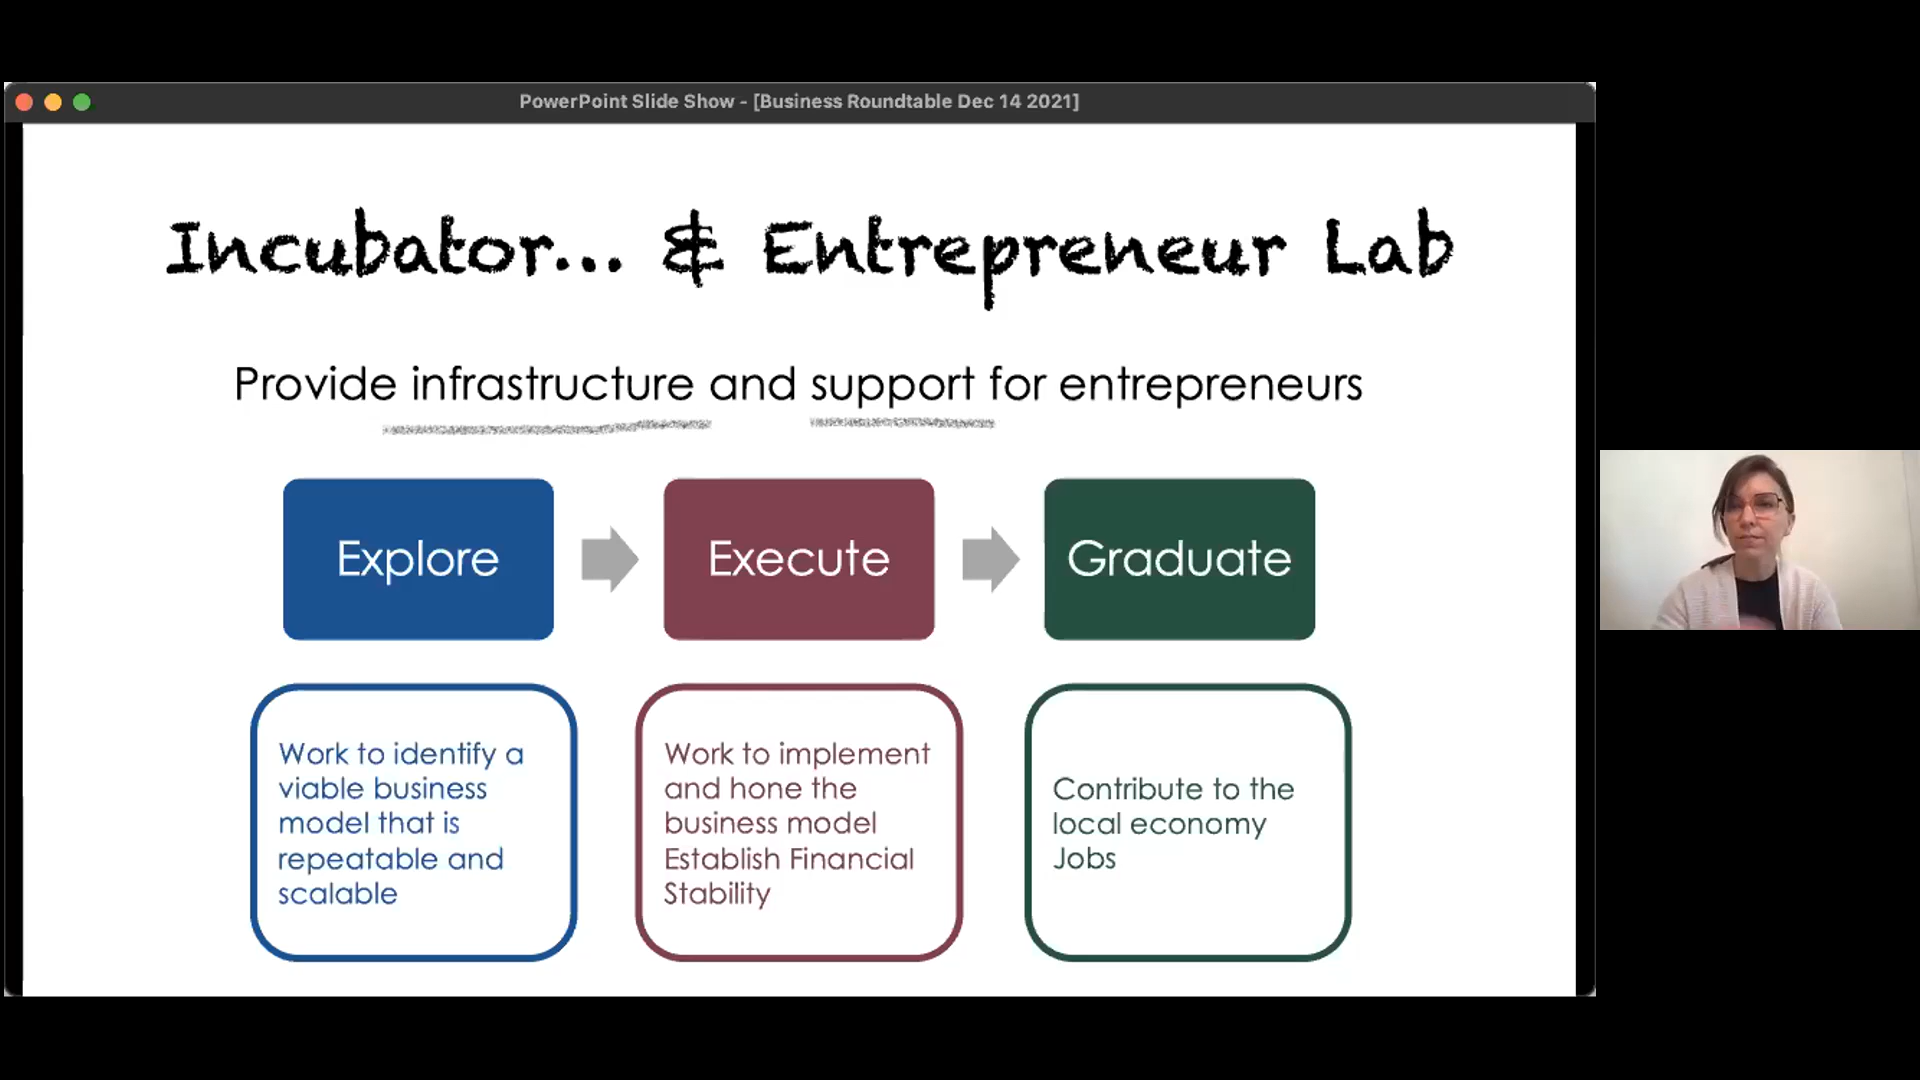 PowerPoint Slide Show - [Business Roundtable Dec 14 2021]
Incubator... & Entrepreneur Lab
Provide infrastructure and support for entrepreneurs
Explore
Execute
Graduate
Work to identify a
viable business
model that is
repeatable and
scalable
Work to implement
and hone the
business model
Establish Financial
Stability
Contribute to the
local economy
Jobs